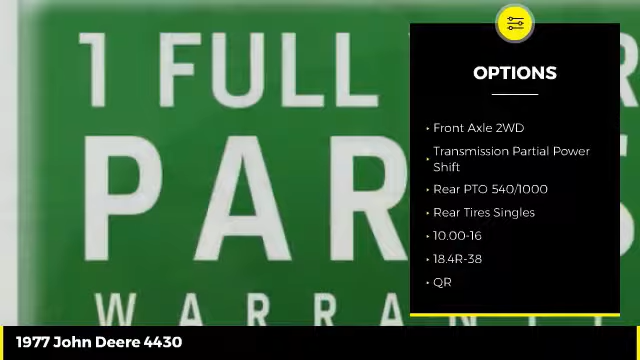 1 FULL
PAR
WARRANT
OPTIONS
Front Axle 2WD
Transmission Partial Power
Shift
Rear PTO 540/1000
Rear Tires Singles
10.00-16
18.4R-38
QR
1977 John Deere 4430